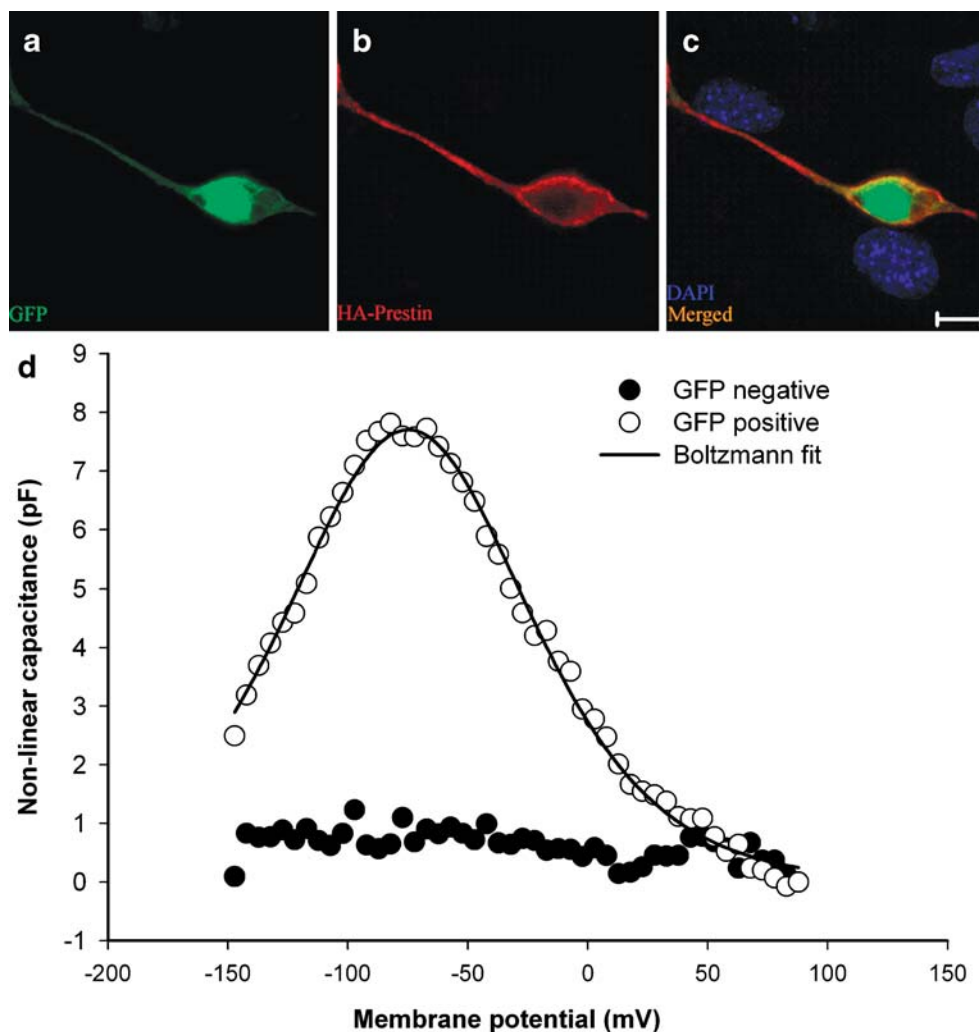 a
b
c
GFP
HA-Prestin
DAPI
Merged
d
GFP negative
GFP positive
Boltzmann fit
9
8
7
6
5
4
3
2
1
0
-1
Non-linear capacitance (pF)
-200
-150
-100
-50
0
50
100
150
Membrane potential (mV)